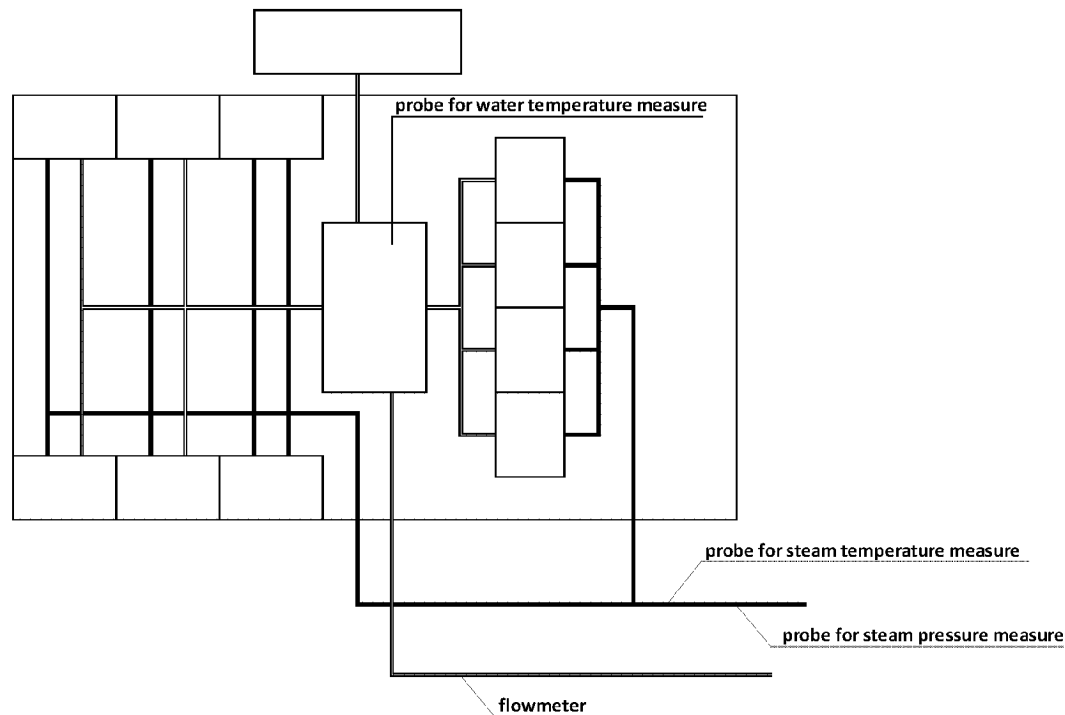 probe for water temperature measure
probe for steam temperature measure
probe for steam pressure measure
flowmeter